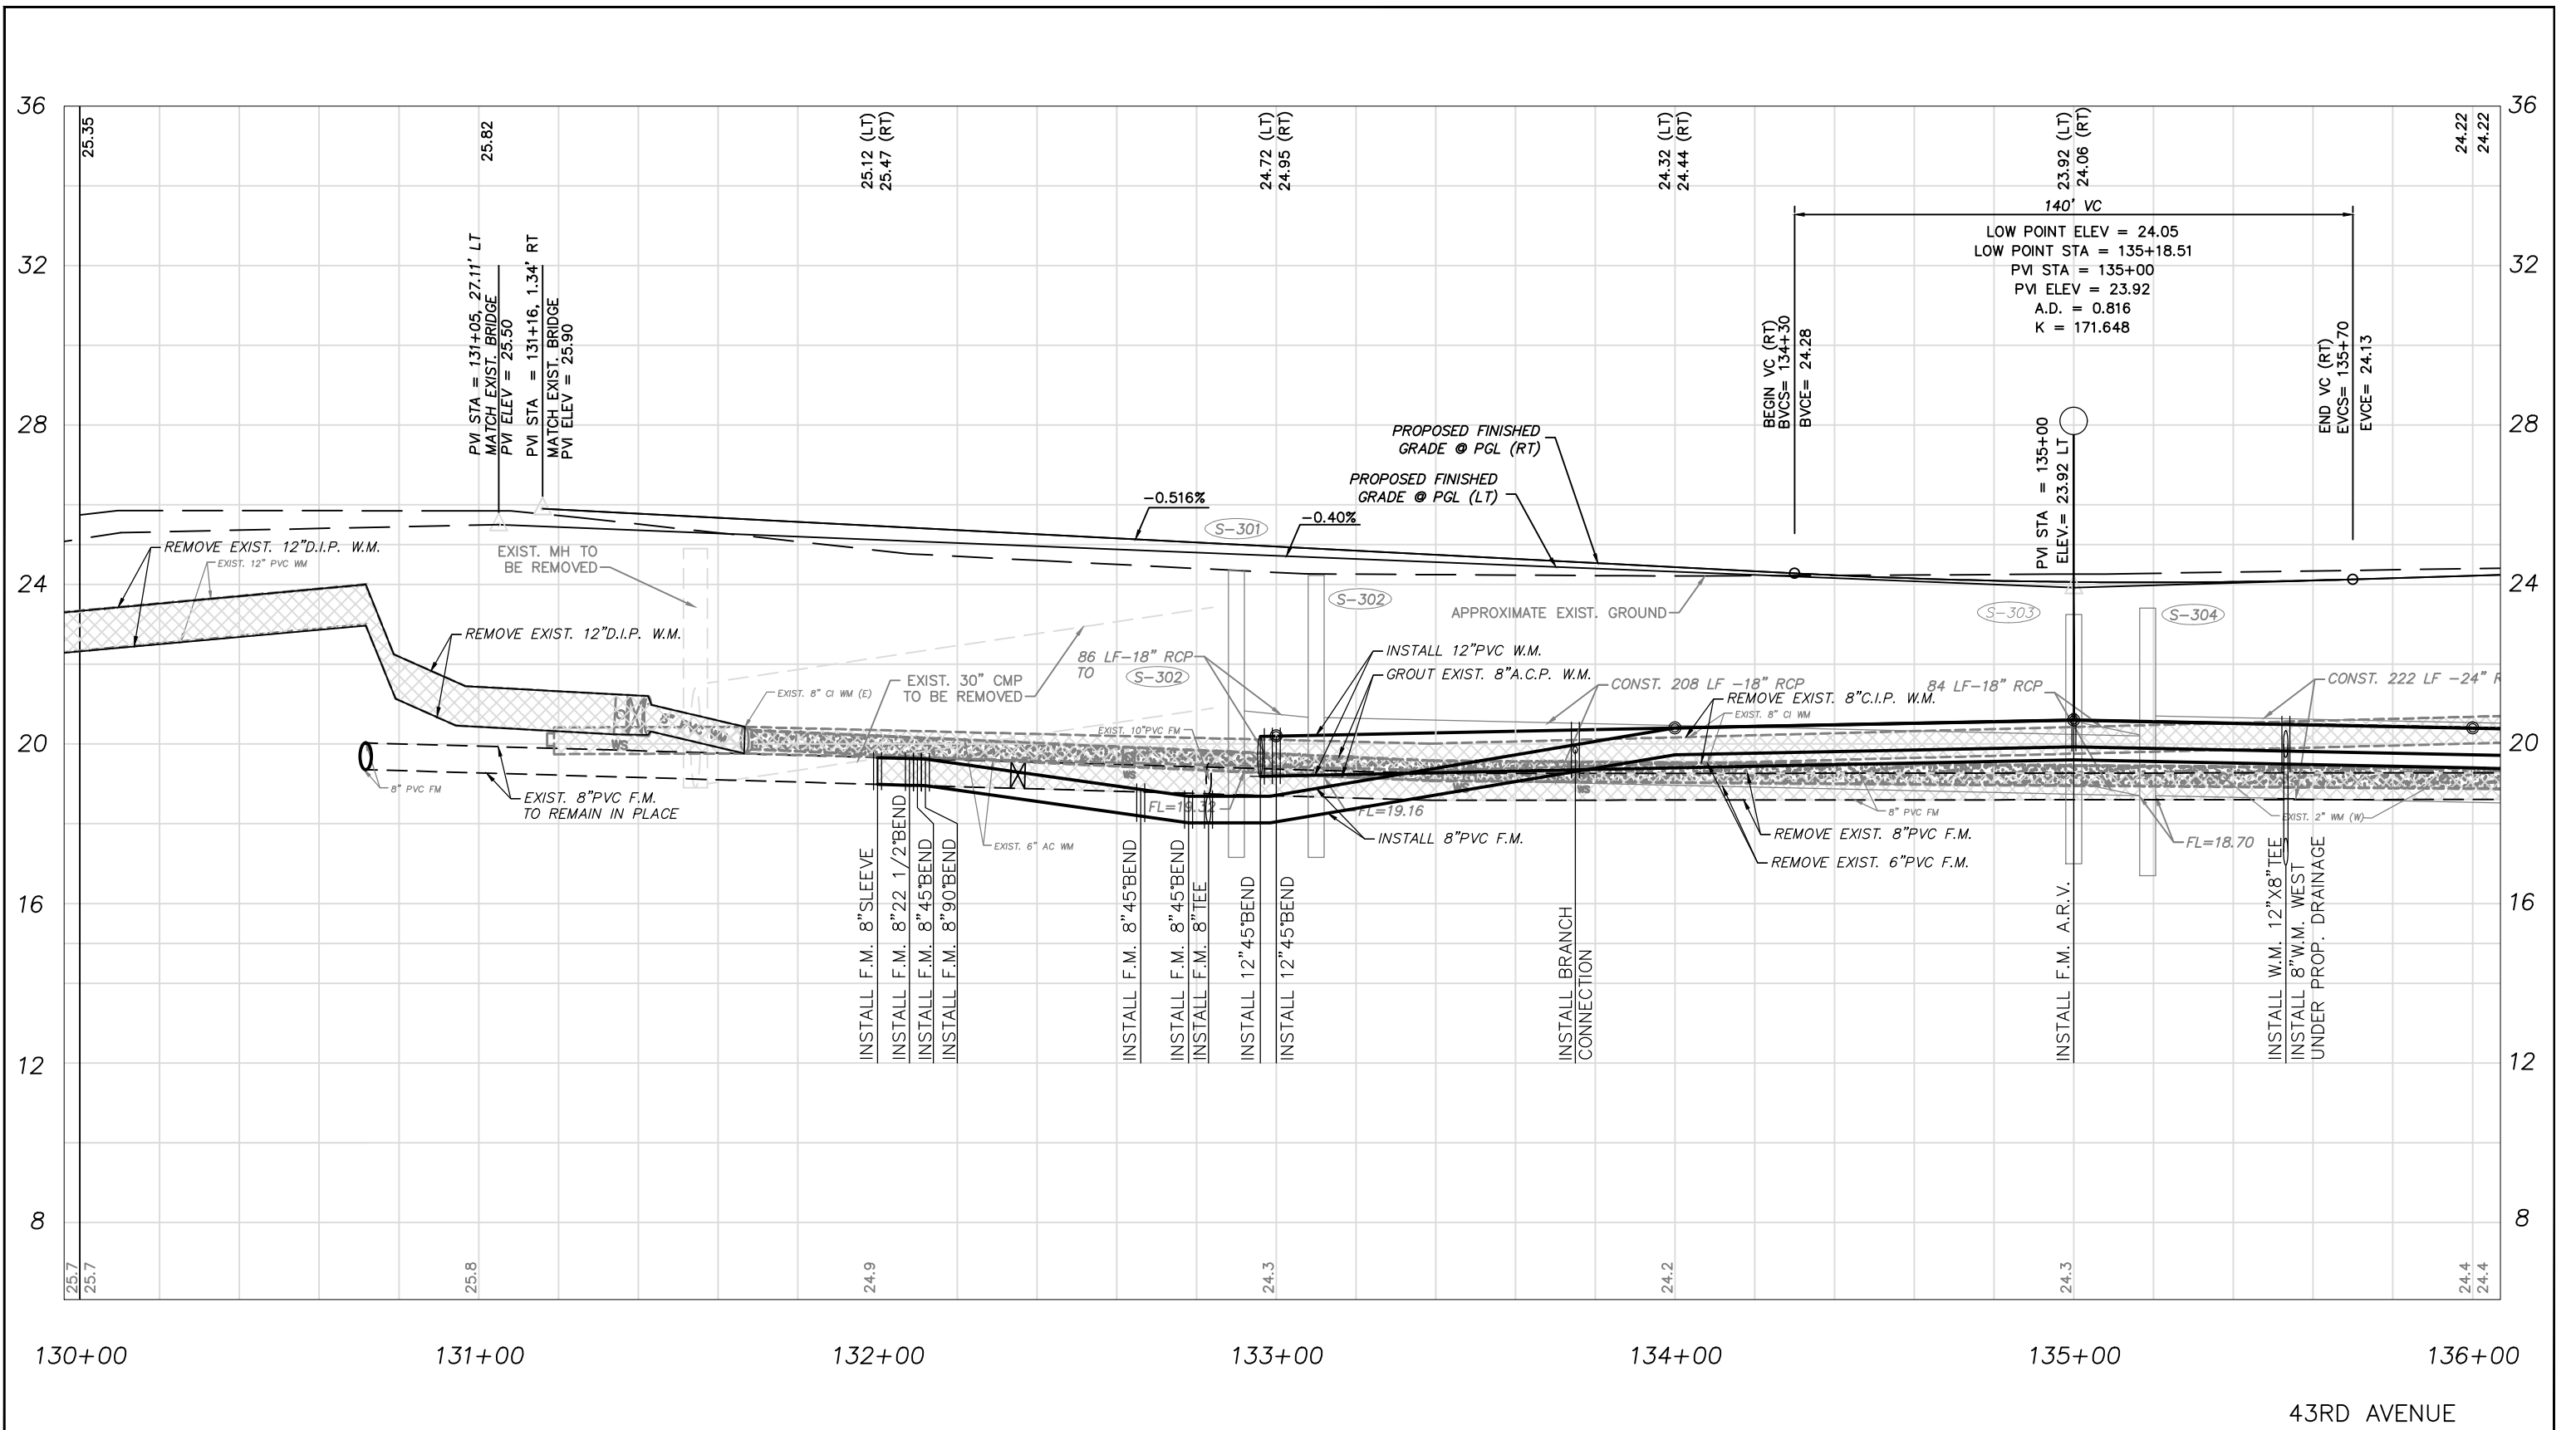 36
32
28
24
20
16
12
8
36
32
28
24
20
16
12
8
25.35
25.82
25.12 (LT)
25.47 (RT)
24.72 (LT)
24.95 (RT)
24.32 (LT)
24.44 (RT)
23.92 (LT)
24.06 (RT)
24.22
24.22
140' VC
LOW POINT ELEV = 24.05
LOW POINT STA = 135+18.51
PVI STA = 135+00
PVI ELEV = 23.92
A.D. = 0.816
K = 171.648
PVI STA = 131+05, 27.11' LT
MATCH EXIST. BRIDGE
PVI ELEV = 25.50
PVI STA = 131+16, 1.34' RT
MATCH EXIST. BRIDGE
PVI ELEV = 25.90
BEGIN VC (RT)
BVCS= 134+30
BVCE= 24.28
PVI STA = 135+00
ELEV.= 23.92 LT
END VC (RT)
EVCS= 135+70
EVCE= 24.13
PROPOSED FINISHED
GRADE @ PGL (RT)
PROPOSED FINISHED
GRADE @ PGL (LT)
-0.516%
-0.40%
S-301
S-302
S-303
S-304
REMOVE EXIST. 12"D.I.P. W.M.
EXIST. 12" PVC WM
EXIST. MH TO
BE REMOVED
REMOVE EXIST. 12"D.I.P. W.M.
APPROXIMATE EXIST. GROUND
86 LF-18" RCP
TO
S-302
EXIST. 30" CMP
TO BE REMOVED
EXIST. 8" CI WM (E)
INSTALL 12"PVC W.M.
GROUT EXIST. 8"A.C.P. W.M.
CONST. 208 LF -18" RCP
REMOVE EXIST. 8"C.I.P. W.M.
EXIST. 8" CI WM
84 LF-18" RCP
CONST. 222 LF -24" R
EXIST. 10"PVC FM
WS
WS
WS
WS
8" PVC FM
EXIST. 8"PVC F.M.
TO REMAIN IN PLACE
FL=19.32
FL=19.16
INSTALL 8"PVC F.M.
EXIST. 6" AC WM
8" PVC FM
REMOVE EXIST. 8"PVC F.M.
REMOVE EXIST. 6"PVC F.M.
EXIST. 2" WM (W)
FL=18.70
INSTALL F.M. 8"SLEEVE
INSTALL F.M. 8"22 1/2°BEND
INSTALL F.M. 8"45°BEND
INSTALL F.M. 8"90°BEND
INSTALL F.M. 8"45°BEND
INSTALL F.M. 8"45°BEND
INSTALL F.M. 8"TEE
INSTALL 12"45°BEND
INSTALL 12"45°BEND
INSTALL BRANCH
CONNECTION
INSTALL F.M. A.R.V.
INSTALL W.M. 12"X8"TEE
INSTALL 8"W.M. WEST
UNDER PROP. DRAINAGE
25.7
25.7
25.8
24.9
24.3
24.2
24.3
24.4
24.4
130+00
131+00
132+00
133+00
134+00
135+00
136+00
43RD AVENUE